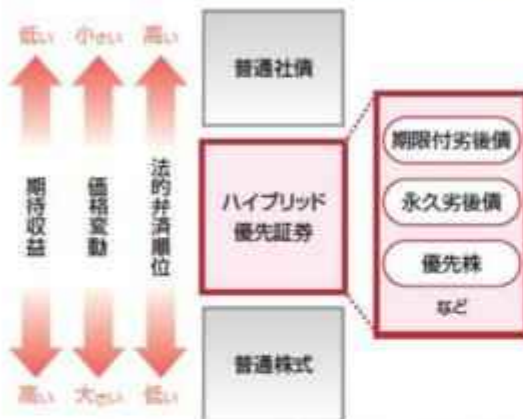 低い 小さい 高い
普通社債
期待収益
価格変動
法的弁済順位
ハイブリッド
優先証券
期限付劣後債
永久劣後債
優先株
など
普通株式
高い 大きい 低い